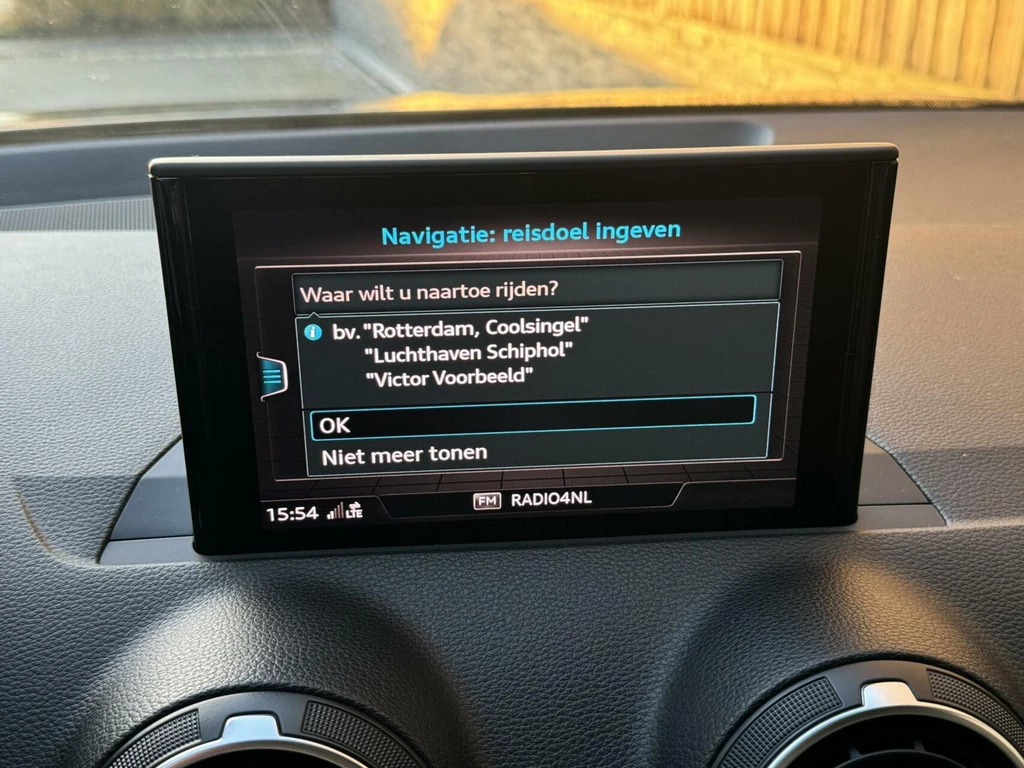 Navigatie: reisdoel ingeven
Waar wilt u naartoe rijden?
bv. "Rotterdam, Coolsingel"
"Luchthaven Schiphol"
"Victor Voorbeeld"
OK
Niet meer tonen
15:54 LTE FM RADIO4NL